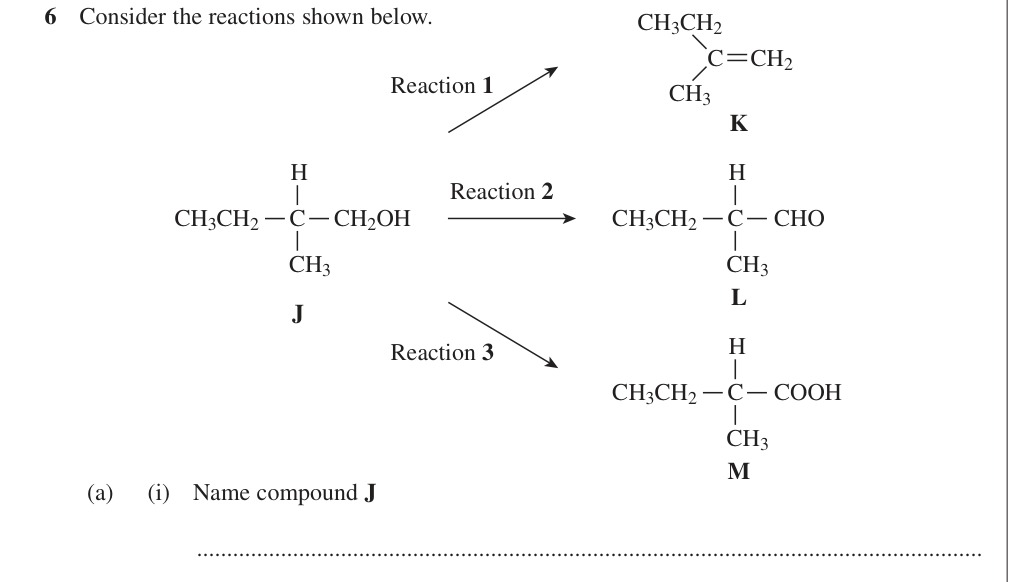 6 Consider the reactions shown below.
CH3CH2
C=CH2
CH3
K
Reaction 1
H
CH3CH2—C—CH2OH
CH3
J
Reaction 2
H
CH3CH2—C—CHO
CH3
L
Reaction 3
H
CH3CH2—C—COOH
CH3
M
(a) (i) Name compound J